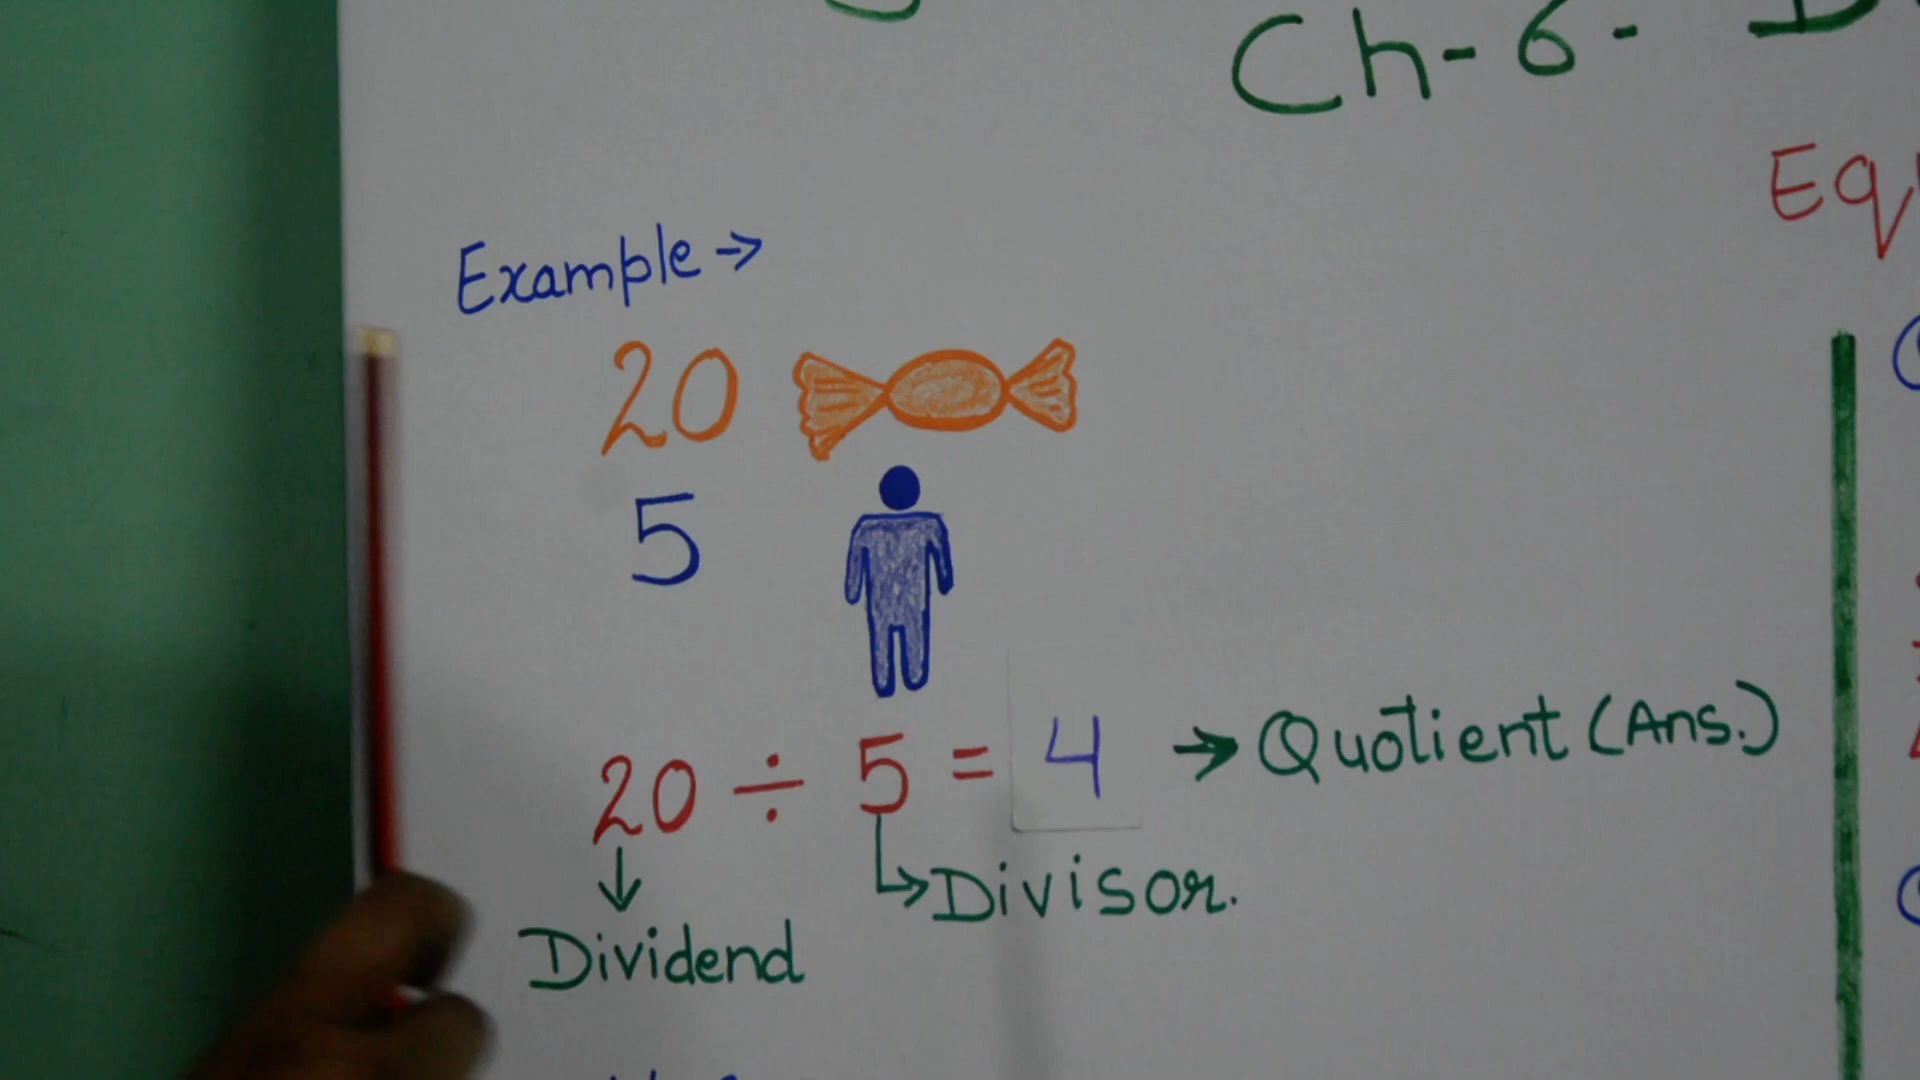 Ch-6-
Example →
20
5
20 ÷ 5 = 4 → Quotient (Ans.)
Divisor.
Dividend